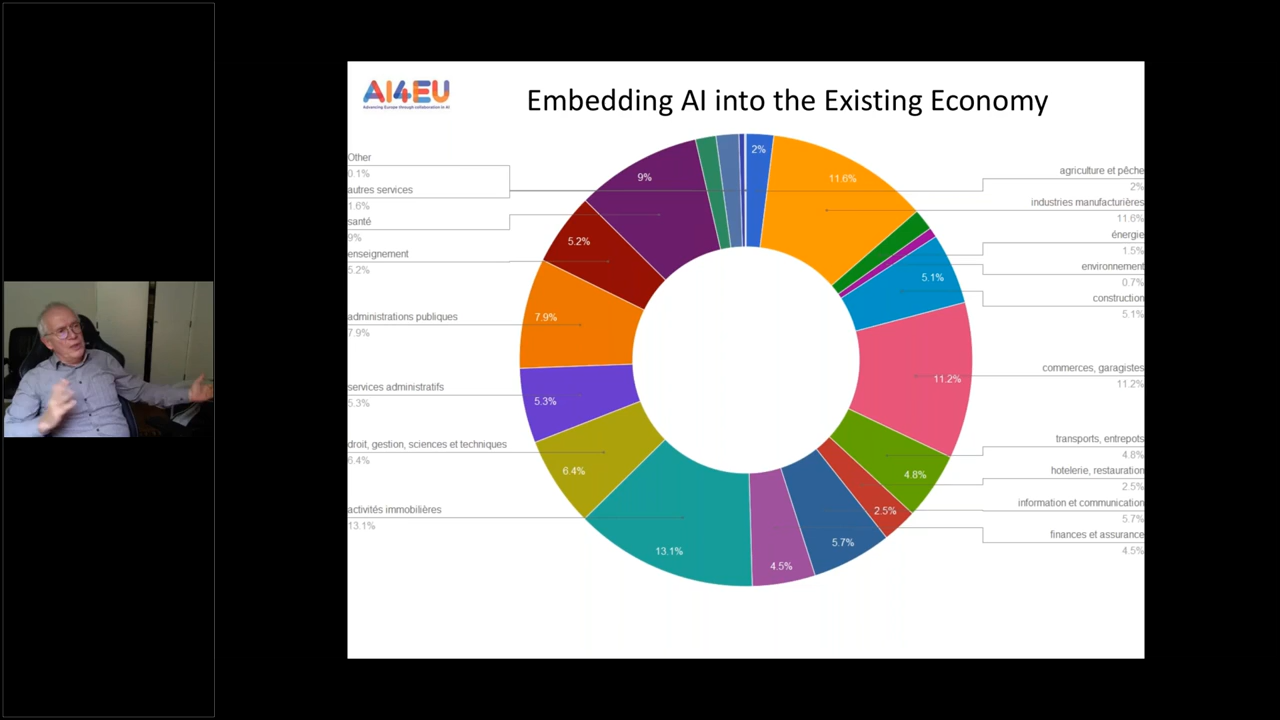 AI4EU
Advancing Europe through collaboration in AI
Embedding AI into the Existing Economy
Other
0.1%
autres services
1.6%
santé
9%
enseignement
5.2%
administrations publiques
7.9%
services administratifs
5.3%
droit, gestion, sciences et techniques
6.4%
activités immobilières
13.1%
2%
11.6%
5.1%
11.2%
4.8%
2.5%
5.7%
4.5%
13.1%
6.4%
5.3%
7.9%
5.2%
9%
agriculture et pêche
2%
industries manufacturières
11.6%
énergie
1.5%
environnement
0.7%
construction
5.1%
commerces, garagistes
11.2%
transports, entrepots
4.8%
hotelerie, restauration
2.5%
information et communication
5.7%
finances et assurance
4.5%